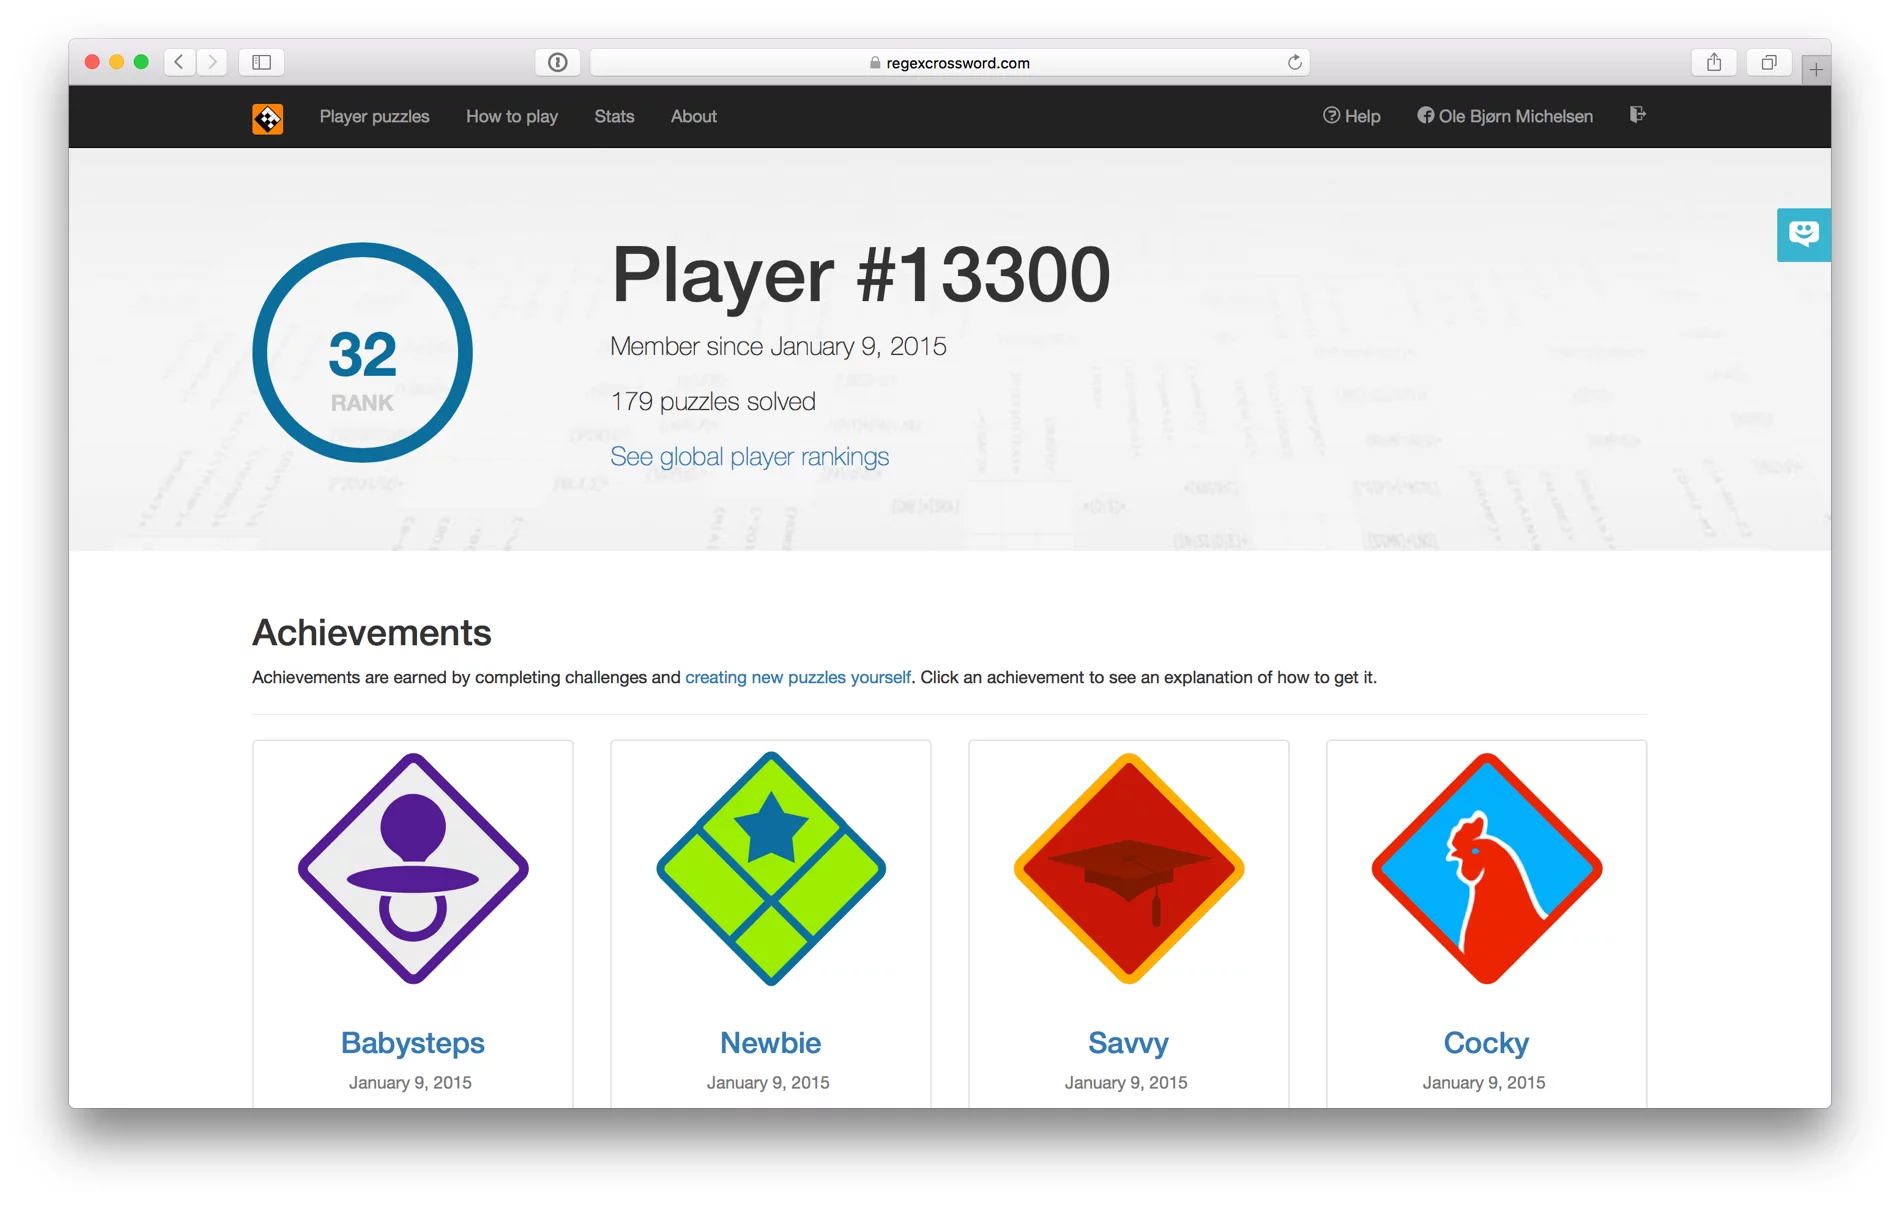 regexcrossword.com
Player puzzles How to play Stats About Help Ole Bjørn Michelsen
Player #13300
32
RANK
Member since January 9, 2015
179 puzzles solved
See global player rankings
Achievements
Achievements are earned by completing challenges and creating new puzzles yourself. Click an achievement to see an explanation of how to get it.
Babysteps Newbie Savvy Cocky
January 9, 2015 January 9, 2015 January 9, 2015 January 9, 2015